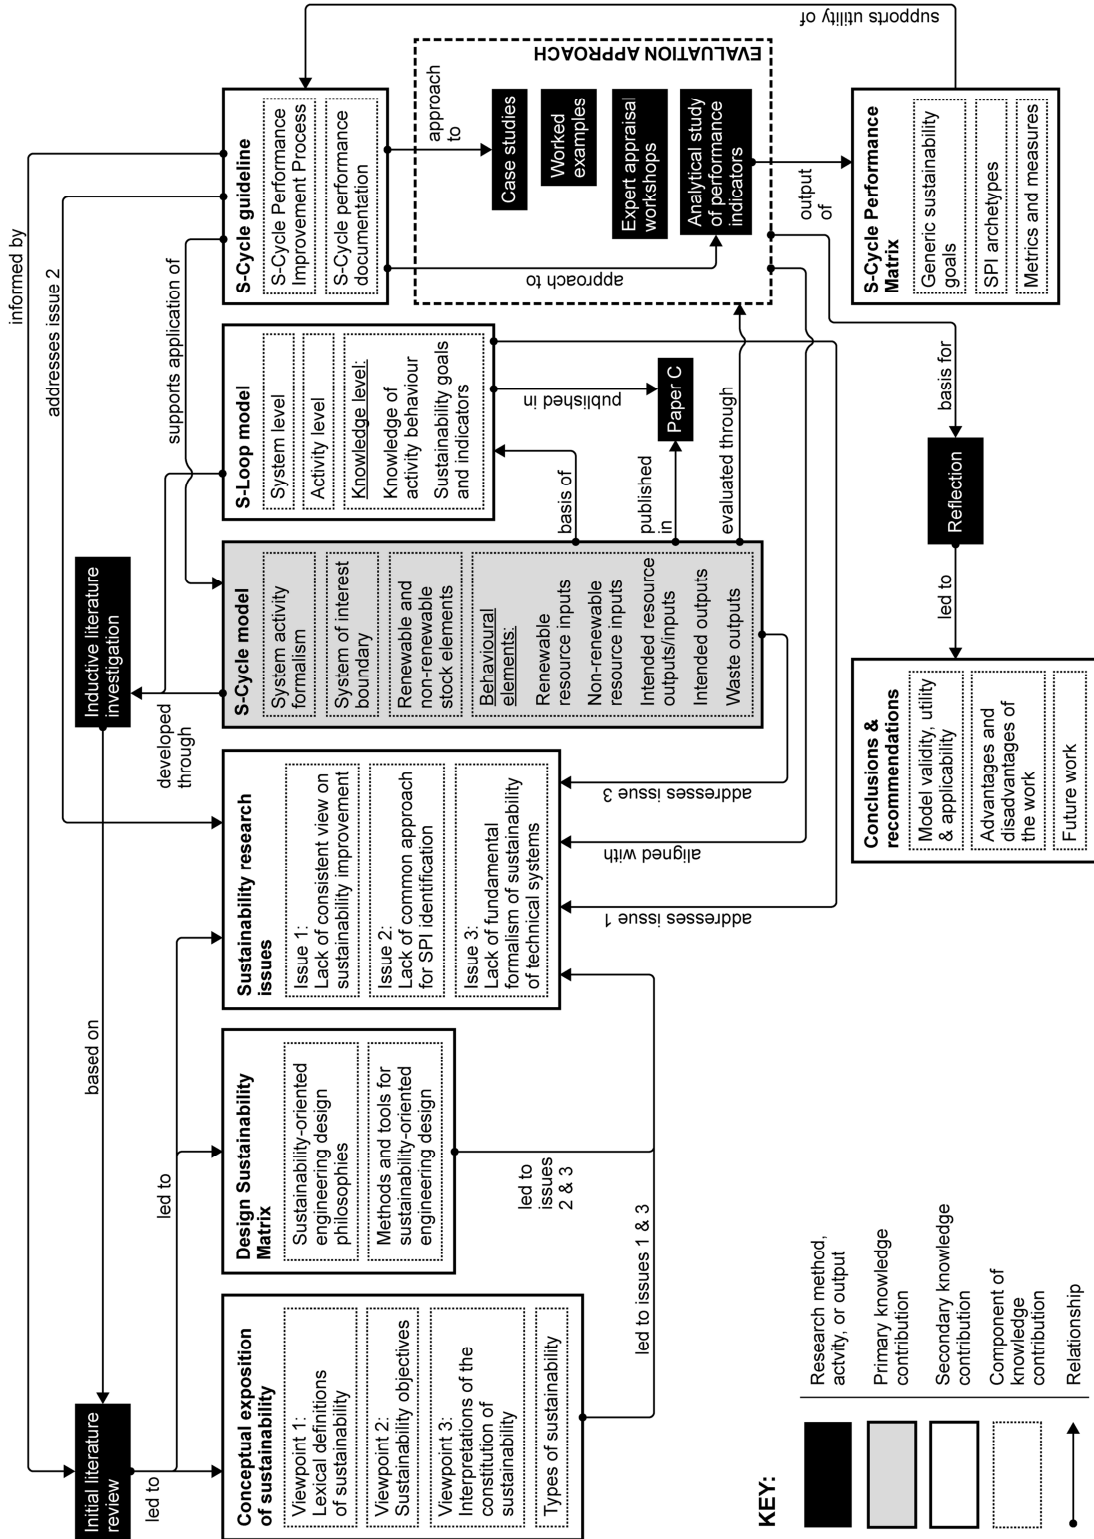 Initial literature
review
Inductive literature
investigation
informed by
addresses issue 2
supports application of
based on
developed
through
led to
led to
Conceptual exposition
of sustainability
Viewpoint 1:
Lexical definitions
of sustainability
Viewpoint 2:
Sustainability objectives
Viewpoint 3:
Interpretations of the
constitution of
sustainability
Types of sustainability
Design Sustainability
Matrix
Sustainability-oriented
engineering design
philosophies
Methods and tools for
sustainability-oriented
engineering design
Sustainability research
issues
Issue 1:
Lack of consistent view on
sustainability improvement
Issue 2:
Lack of common approach
for SPI identification
Issue 3:
Lack of fundamental
formalism of sustainability
of technical systems
S-Cycle model
System activity
formalism
System of interest
boundary
Renewable and
non-renewable
stock elements
Behavioural
elements:
Renewable
resource inputs
Non-renewable
resource inputs
Intended resource
outputs/inputs
Intended outputs
Waste outputs
S-Loop model
System level
Activity level
Knowledge level:
Knowledge of
activity behaviour
Sustainability goals
and indicators
S-Cycle guideline
S-Cycle Performance
Improvement Process
S-Cycle performance
documentation
led to
issues
2 & 3
led to issues 1 & 3
addresses issue 1
aligned with
addresses issue 3
basis of
published
in
evaluated through
published in
Paper C
approach to
approach
to
EVALUATION APPROACH
Case studies
Worked
examples
Expert appraisal
workshops
Analytical study
of performance
indicators
output
of
supports utility of
S-Cycle Performance
Matrix
Generic sustainability
goals
SPI archetypes
Metrics and measures
basis for
Reflection
led to
Conclusions &
recommendations
Model validity, utility
& applicability
Advantages and
disadvantages of
the work
Future work
KEY:
Research method,
actvity, or output
Primary knowledge
contribution
Secondary knowledge
contribution
Component of
knowledge
contribution
Relationship